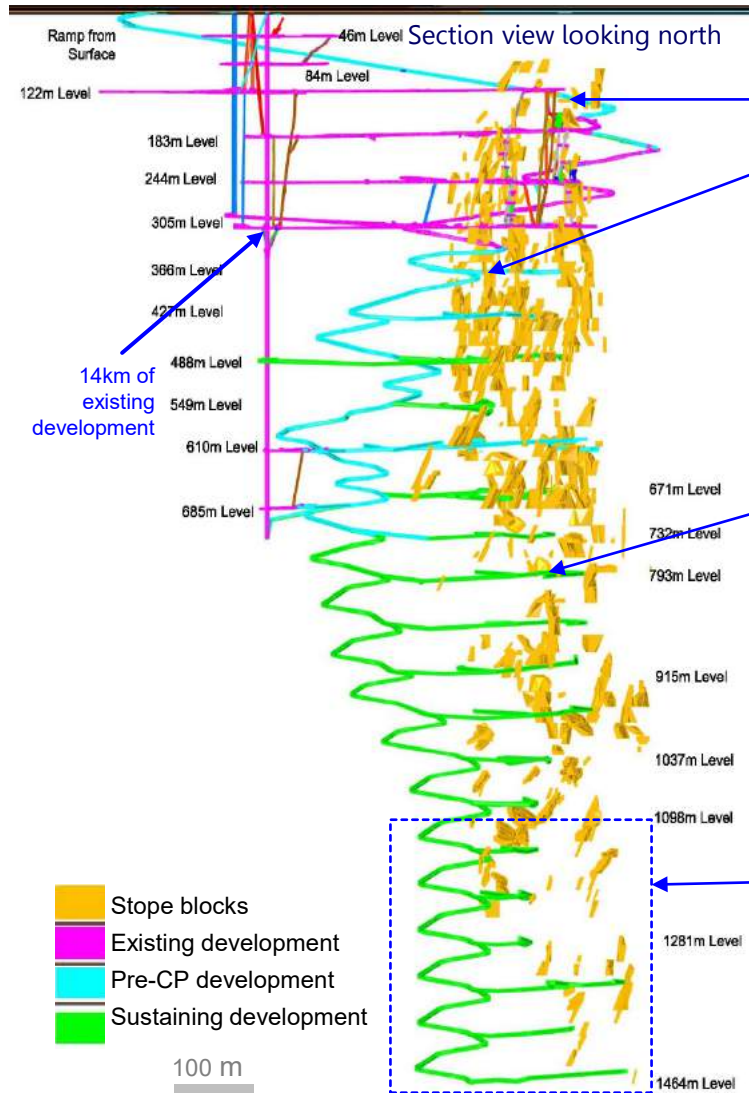 Section view looking north
Ramp from
Surface
46m Level
84m Level
122m Level
183m Level
244m Level
305m Level
366m Level
427m Level
14km of
existing
development
488m Level
549m Level
610m Level
685m Level
671m Level
732m Level
793m Level
915m Level
1037m Level
1098m Level
1281m Level
1464m Level
Stope blocks
Existing development
Pre-CP development
Sustaining development
100 m